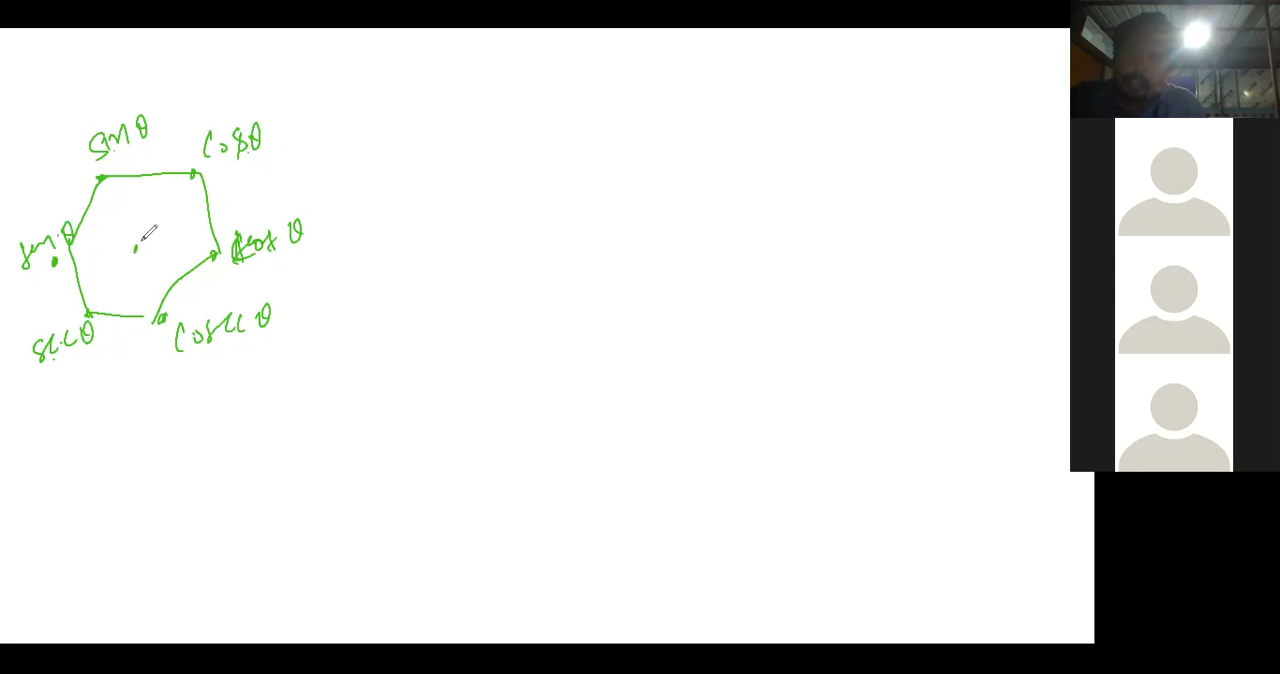 sin θ
cos θ
tan θ
cot θ
sec θ
cosec θ